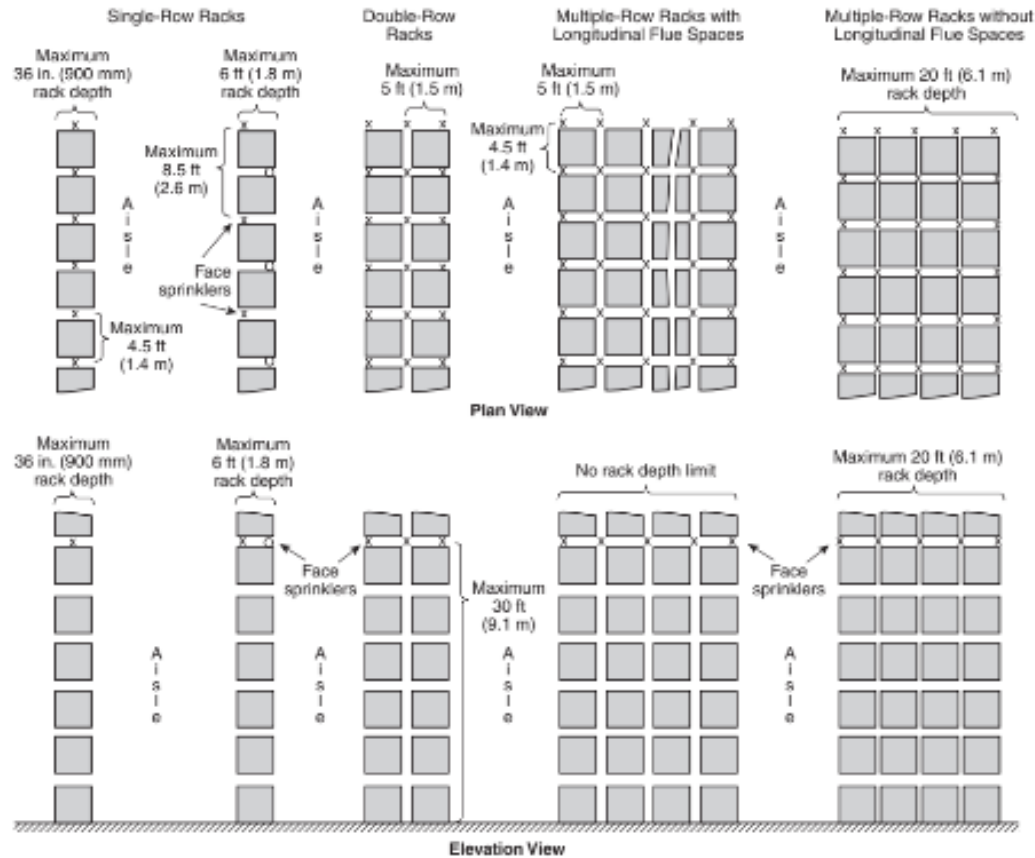 Single-Row Racks
Double-Row
Racks
Multiple-Row Racks with
Longitudinal Flue Spaces
Multiple-Row Racks without
Longitudinal Flue Spaces
Maximum
36 in. (900 mm)
rack depth
Maximum
6 ft (1.8 m)
rack depth
Maximum
5 ft (1.5 m)
Maximum
5 ft (1.5 m)
Maximum 20 ft (6.1 m)
rack depth
Maximum
8.5 ft
(2.6 m)
Maximum
4.5 ft
(1.4 m)
Aisle
Aisle
Aisle
Aisle
Face
sprinklers
Maximum
4.5 ft
(1.4 m)
Plan View
Maximum
36 in. (900 mm)
rack depth
Maximum
6 ft (1.8 m)
rack depth
No rack depth limit
Maximum 20 ft (6.1 m)
rack depth
Face
sprinklers
Face
sprinklers
Maximum
30 ft
(9.1 m)
Aisle
Aisle
Aisle
Aisle
Elevation View